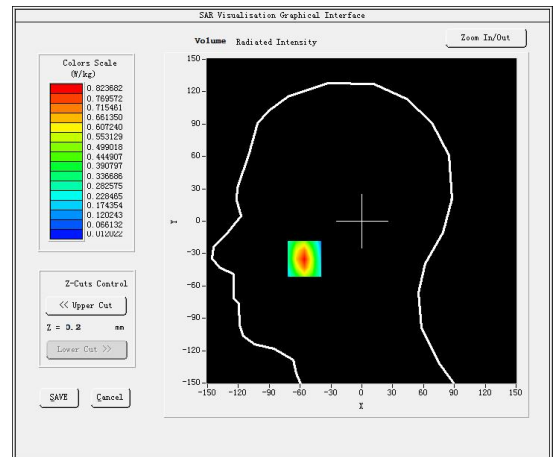 SAR Visualisation Graphical Interface
Volume Radiated Intensity
Zoom In/Out
Colors Scale
(W/kg)
0.823682
0.769572
0.715461
0.661350
0.607240
0.553129
0.499018
0.444907
0.390797
0.336686
0.282575
0.228465
0.174354
0.120243
0.066132
0.012022
Z-Cuts Control
<< Upper Cut
Z = 0.2 mm
Lower Cut >>
SAVE Cancel
150
120
90
60
30
0
-30
-60
-90
-120
-150
Y
-150 -120 -90 -60 -30 0 30 60 90 120 150
X